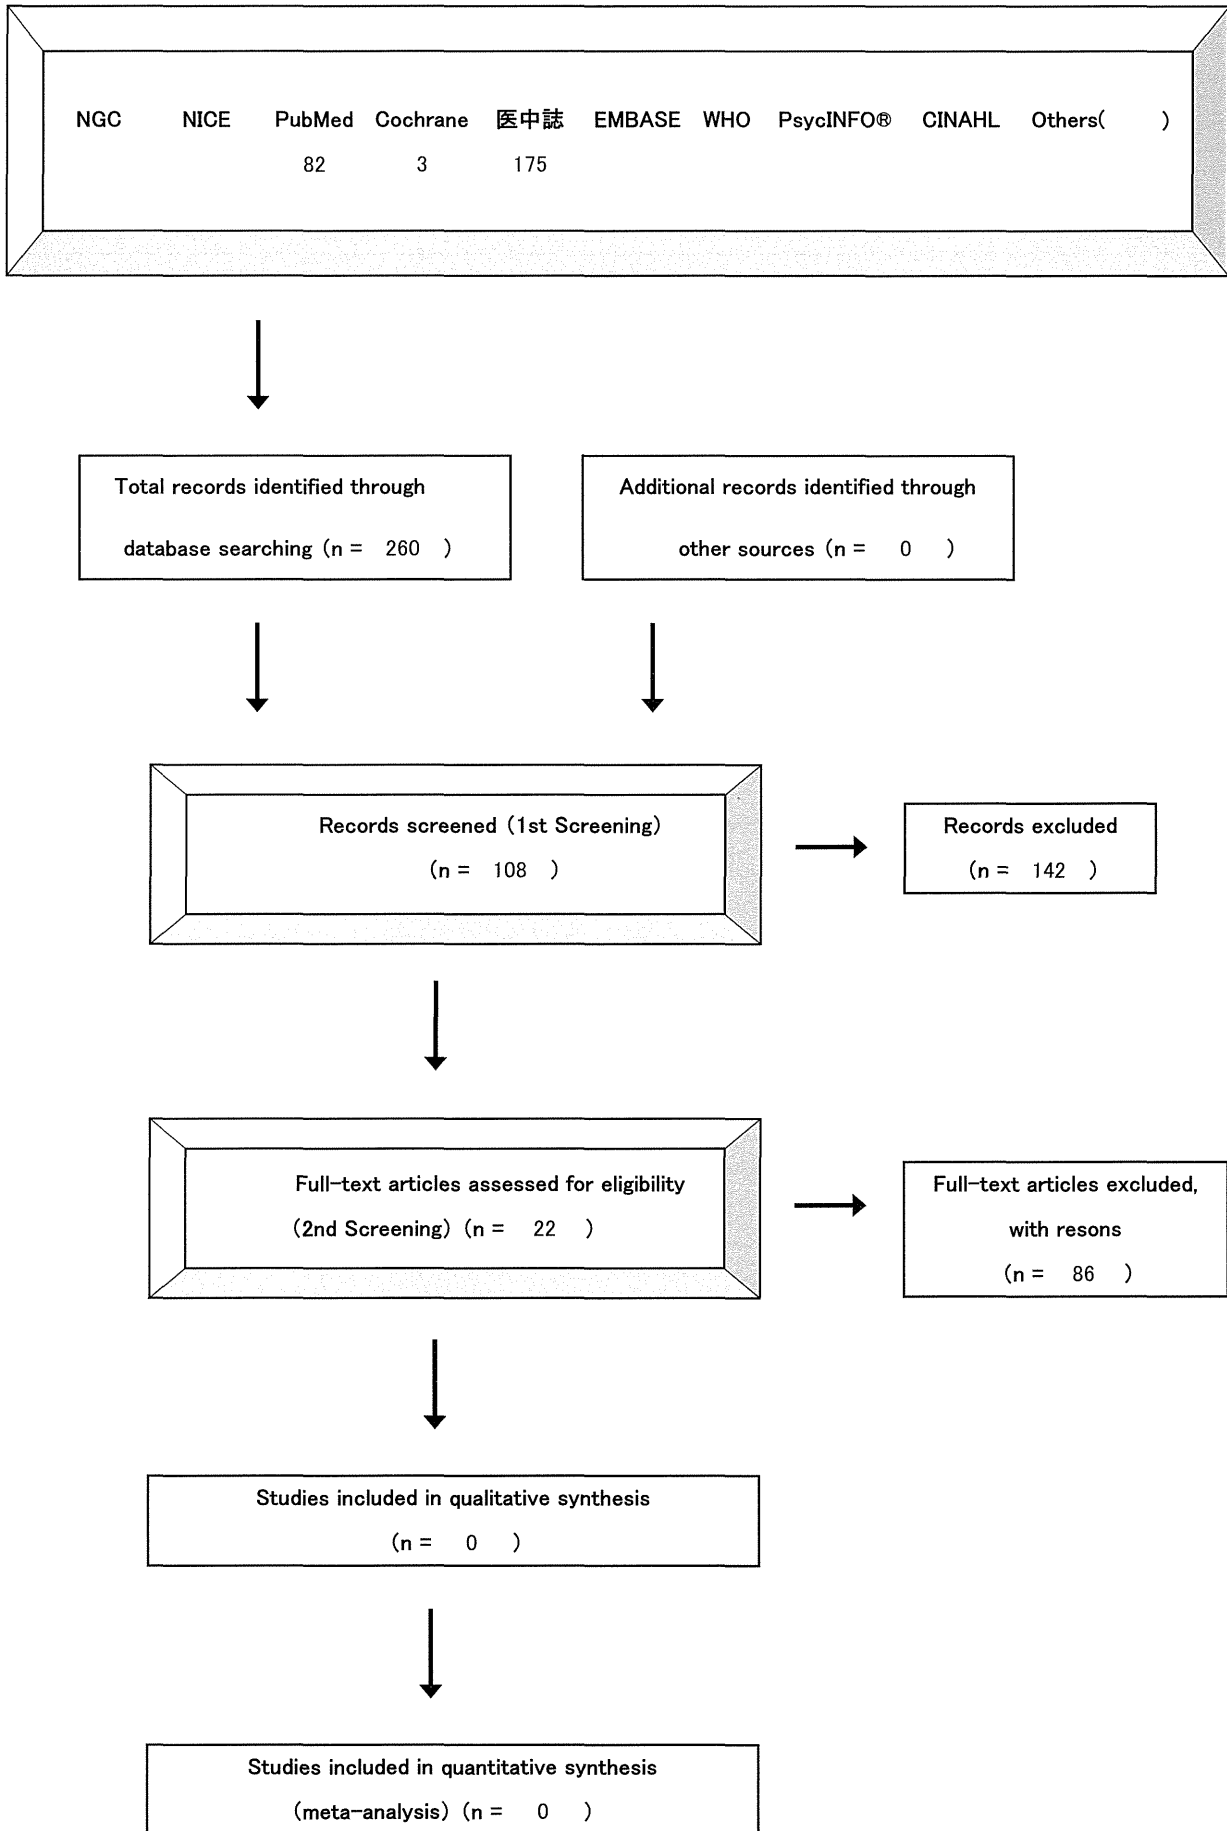 NGC NICE PubMed Cochrane 医中誌 EMBASE WHO PsycINFO® CINAHL Others( )
82 3 175
Total records identified through
database searching (n = 260 )
Additional records identified through
other sources (n = 0 )
Records screened (1st Screening)
(n = 108 )
Records excluded
(n = 142 )
Full-text articles assessed for eligibility
(2nd Screening) (n = 22 )
Full-text articles excluded,
with resons
(n = 86 )
Studies included in qualitative synthesis
(n = 0 )
Studies included in quantitative synthesis
(meta-analysis) (n = 0 )